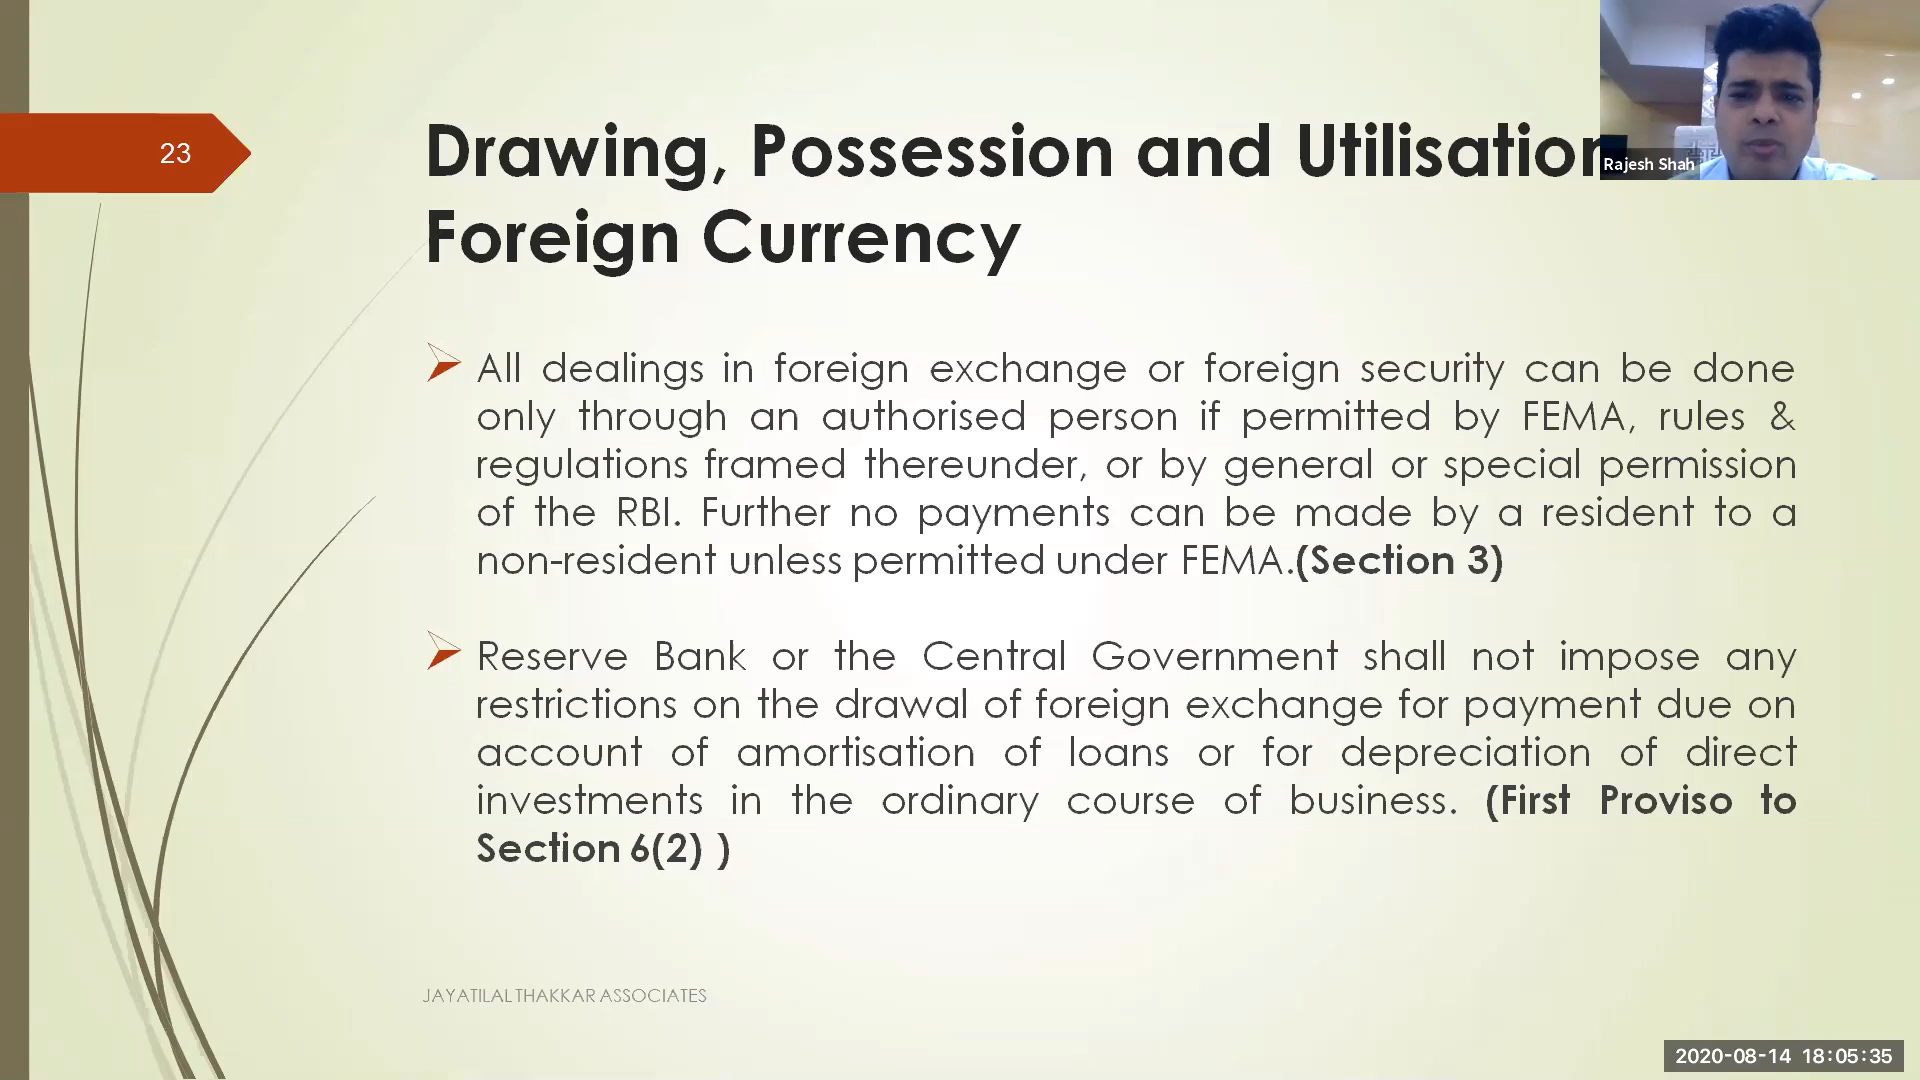 23
Drawing, Possession and Utilisation
Foreign Currency
Rajesh Shah
All dealings in foreign exchange or foreign security can be done
only through an authorised person if permitted by FEMA, rules &
regulations framed thereunder, or by general or special permission
of the RBI. Further no payments can be made by a resident to a
non-resident unless permitted under FEMA.(Section 3)
Reserve Bank or the Central Government shall not impose any
restrictions on the drawal of foreign exchange for payment due on
account of amortisation of loans or for depreciation of direct
investments in the ordinary course of business. (First Proviso to
Section 6(2) )
JAYATILAL THAKKAR ASSOCIATES
2020-08-14 18:05:35